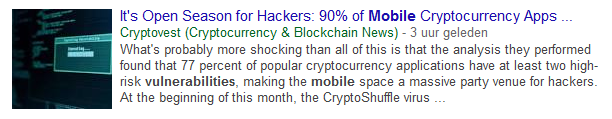 It's Open Season for Hackers: 90% of Mobile Cryptocurrency Apps ...
Cryptovest (Cryptocurrency & Blockchain News) - 3 uur geleden
What's probably more shocking than all of this is that the analysis they performed
found that 77 percent of popular cryptocurrency applications have at least two high-
risk vulnerabilities, making the mobile space a massive party venue for hackers.
At the beginning of this month, the CryptoShuffle virus ...